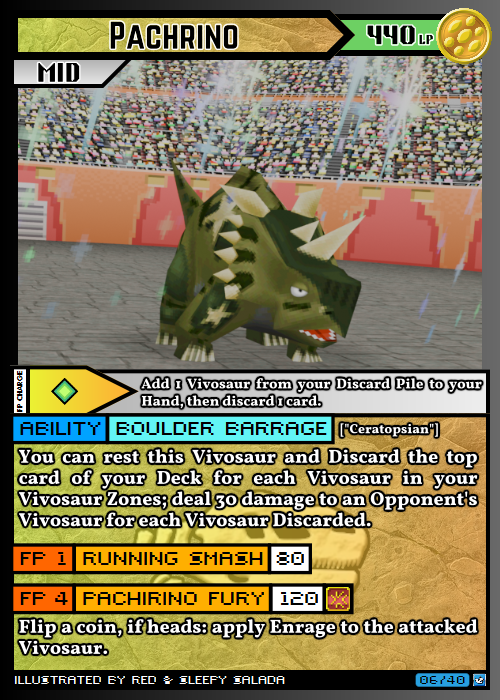 PACHRINO
440 LP
MID
FP CHARGE
Add 1 Vivosaur from your Discard Pile to your
Hand, then discard 1 card.
ABILITY BOULDER BARRAGE ["Ceratopsian"]
You can rest this Vivosaur and Discard the top
card of your Deck for each Vivosaur in your
Vivosaur Zones; deal 30 damage to an Opponent's
Vivosaur for each Vivosaur Discarded.
FP 1 RUNNING SMASH 80
FP 4 PACHIRINO FURY 120
Flip a coin, if heads: apply Enrage to the attacked
Vivosaur.
ILLUSTRATED BY RED & SLEEPY SALADA
06/40